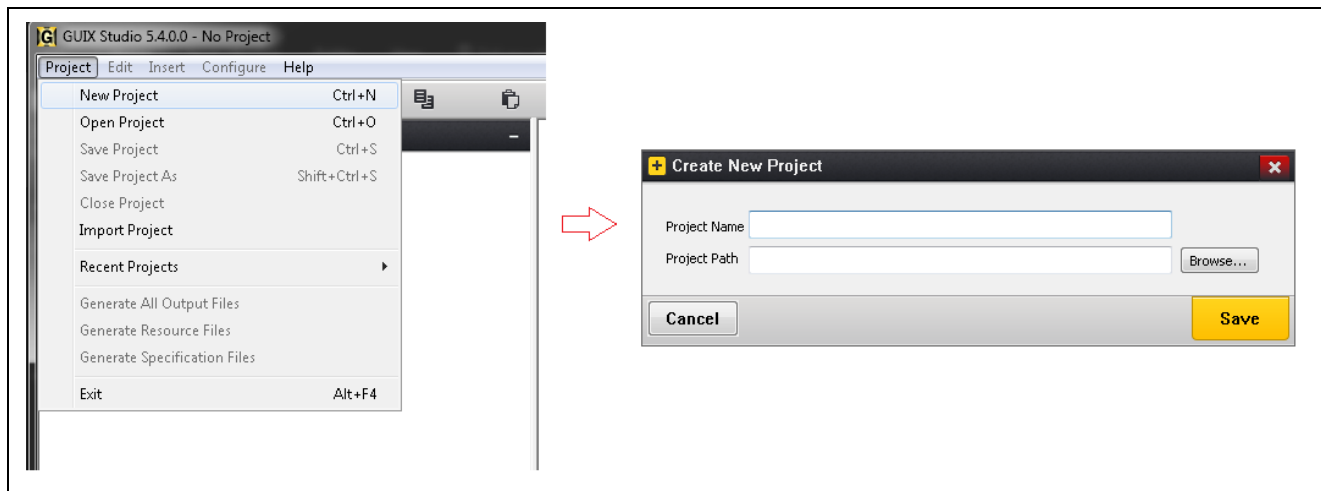 GUIX Studio 5.4.0.0 - No Project
Project Edit Insert Configure Help
New Project Ctrl+N
Open Project Ctrl+O
Save Project Ctrl+S
Save Project As Shift+Ctrl+S
Close Project
Import Project
Recent Projects
Generate All Output Files
Generate Resource Files
Generate Specification Files
Exit Alt+F4
Create New Project
Project Name
Project Path Browse...
Cancel Save